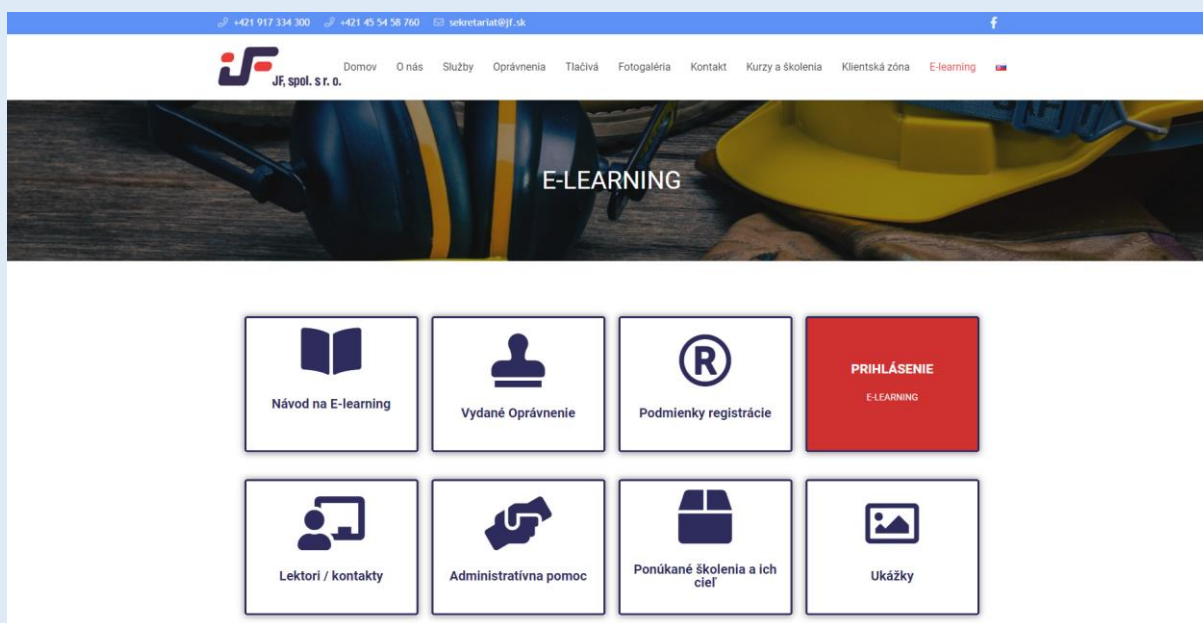 +421 917 334 300 +421 45 54 58 760 sekretariat@jf.sk f
JF, spol. s r. o.
Domov O nás Služby Oprávnenia Tlačivá Fotogaléria Kontakt Kurzy a školenia Klientská zóna E-learning
E-LEARNING
Návod na E-learning
Vydané Oprávnenie
R
Podmienky registrácie
PRIHLÁSENIE
E-LEARNING
Lektori / kontakty
Administratívna pomoc
Ponúkané školenia a ich
cieľ
Ukážky